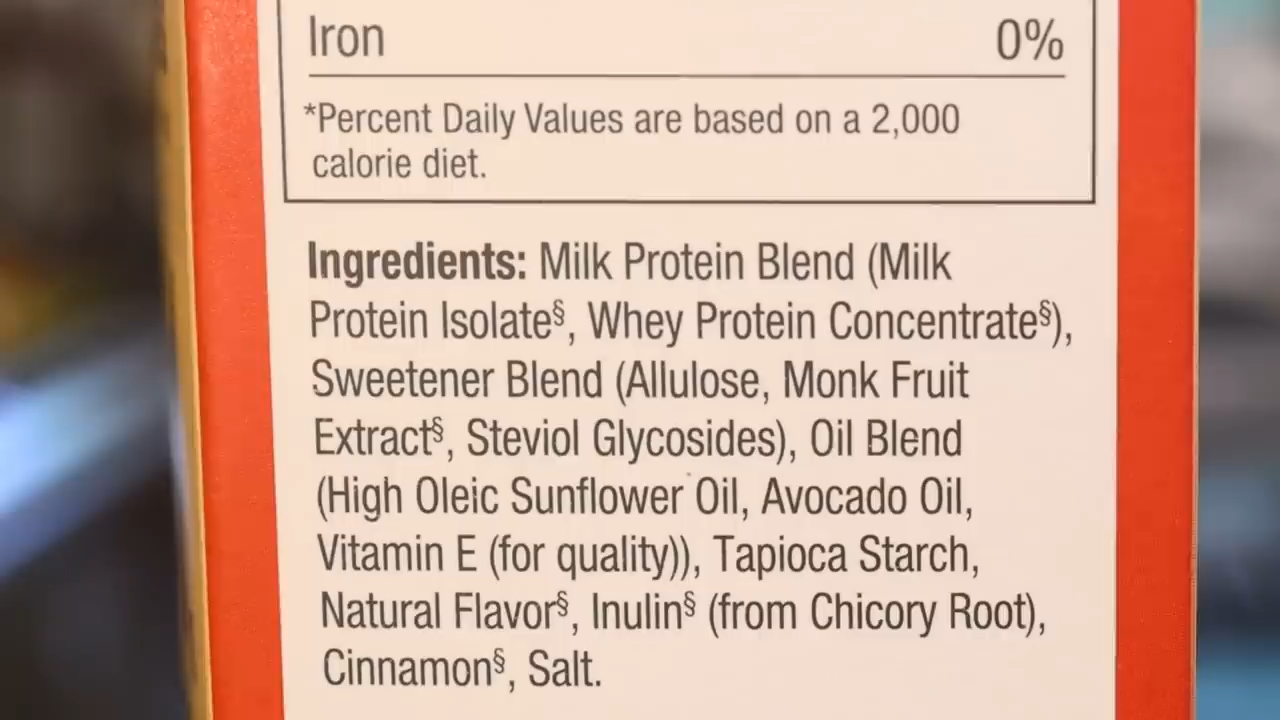 Iron 0%
*Percent Daily Values are based on a 2,000
calorie diet.
Ingredients: Milk Protein Blend (Milk
Protein Isolate§, Whey Protein Concentrate§),
Sweetener Blend (Allulose, Monk Fruit
Extract§, Steviol Glycosides), Oil Blend
(High Oleic Sunflower Oil, Avocado Oil,
Vitamin E (for quality)), Tapioca Starch,
Natural Flavor§, Inulin§ (from Chicory Root),
Cinnamon§, Salt.